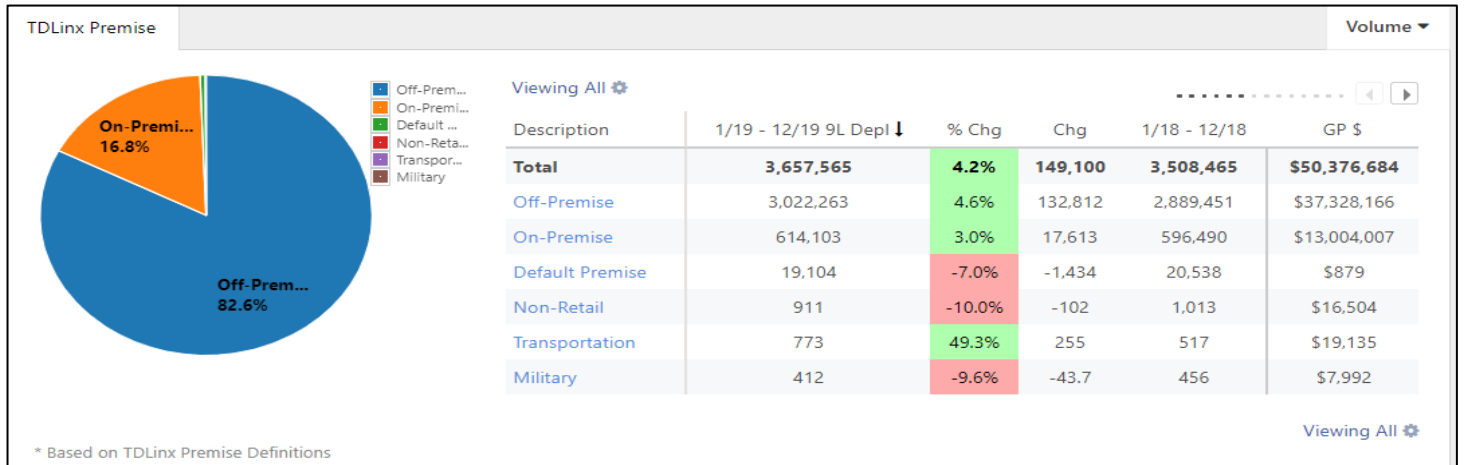 TDLinx Premise
Volume
On-Premi...
16.8%
Off-Prem...
82.6%
Off-Prem...
On-Premi...
Default ...
Non-Reta...
Transpor...
Military
Viewing All
Description 1/19 - 12/19 9L Depl % Chg Chg 1/18 - 12/18 GP $
Total 3,657,565 4.2% 149,100 3,508,465 $50,376,684
Off-Premise 3,022,263 4.6% 132,812 2,889,451 $37,328,166
On-Premise 614,103 3.0% 17,613 596,490 $13,004,007
Default Premise 19,104 -7.0% -1,434 20,538 $879
Non-Retail 911 -10.0% -102 1,013 $16,504
Transportation 773 49.3% 255 517 $19,135
Military 412 -9.6% -43.7 456 $7,992
Viewing All
* Based on TDLinx Premise Definitions